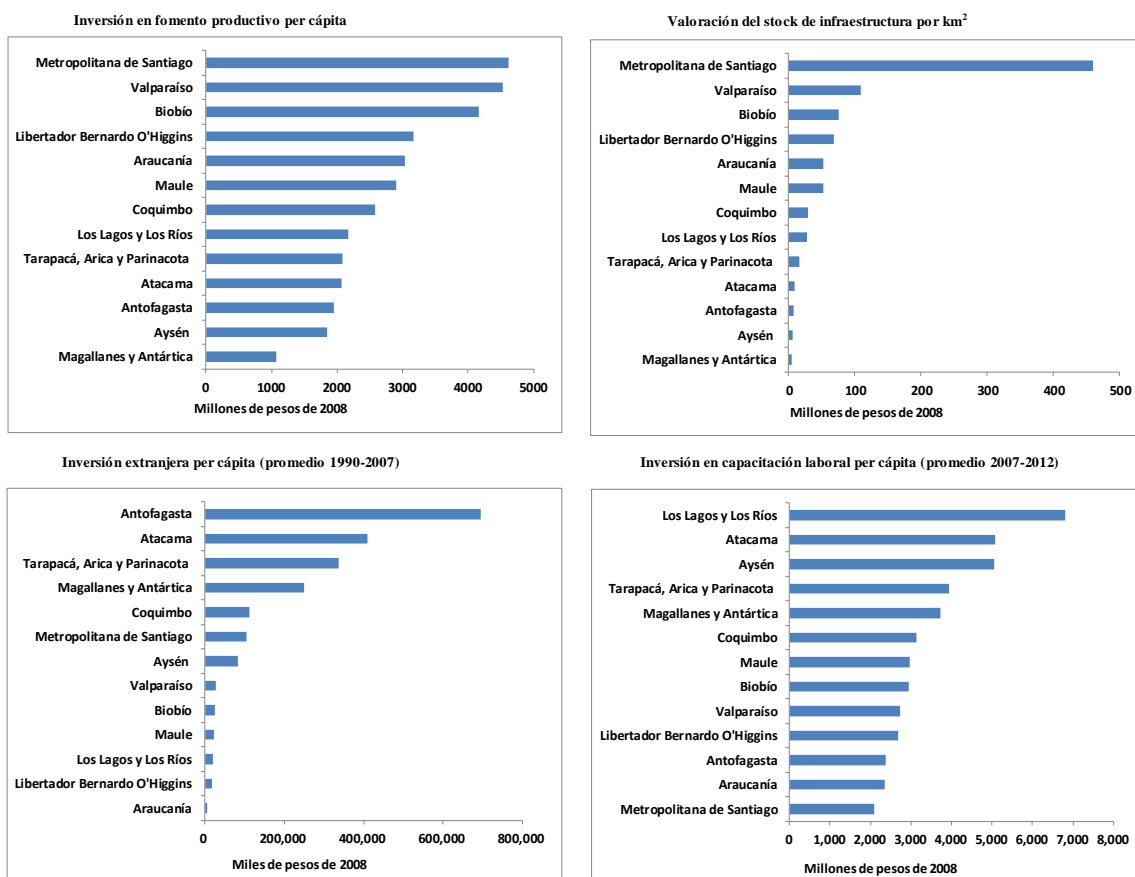 Inversión en fomento productivo per cápita
Metropolitana de Santiago
Valparaíso
Biobío
Libertador Bernardo O'Higgins
Araucanía
Maule
Coquimbo
Los Lagos y Los Ríos
Tarapacá, Arica y Parinacota
Atacama
Antofagasta
Aysén
Magallanes y Antártica
0 1000 2000 3000 4000 5000
Millones de pesos de 2008
Valoración del stock de infraestructura por km²
Metropolitana de Santiago
Valparaíso
Biobío
Libertador Bernardo O'Higgins
Araucanía
Maule
Coquimbo
Los Lagos y Los Ríos
Tarapacá, Arica y Parinacota
Atacama
Antofagasta
Aysén
Magallanes y Antártica
0 100 200 300 400 500
Millones de pesos de 2008
Inversión extranjera per cápita (promedio 1990-2007)
Antofagasta
Atacama
Tarapacá, Arica y Parinacota
Magallanes y Antártica
Coquimbo
Metropolitana de Santiago
Aysén
Valparaíso
Biobío
Maule
Los Lagos y Los Ríos
Libertador Bernardo O'Higgins
Araucanía
0 200,000 400,000 600,000 800,000
Miles de pesos de 2008
Inversión en capacitación laboral per cápita (promedio 2007-2012)
Los Lagos y Los Ríos
Atacama
Aysén
Tarapacá, Arica y Parinacota
Magallanes y Antártica
Coquimbo
Maule
Biobío
Valparaíso
Libertador Bernardo O'Higgins
Antofagasta
Araucanía
Metropolitana de Santiago
0 1,000 2,000 3,000 4,000 5,000 6,000 7,000 8,000
Millones de pesos de 2008